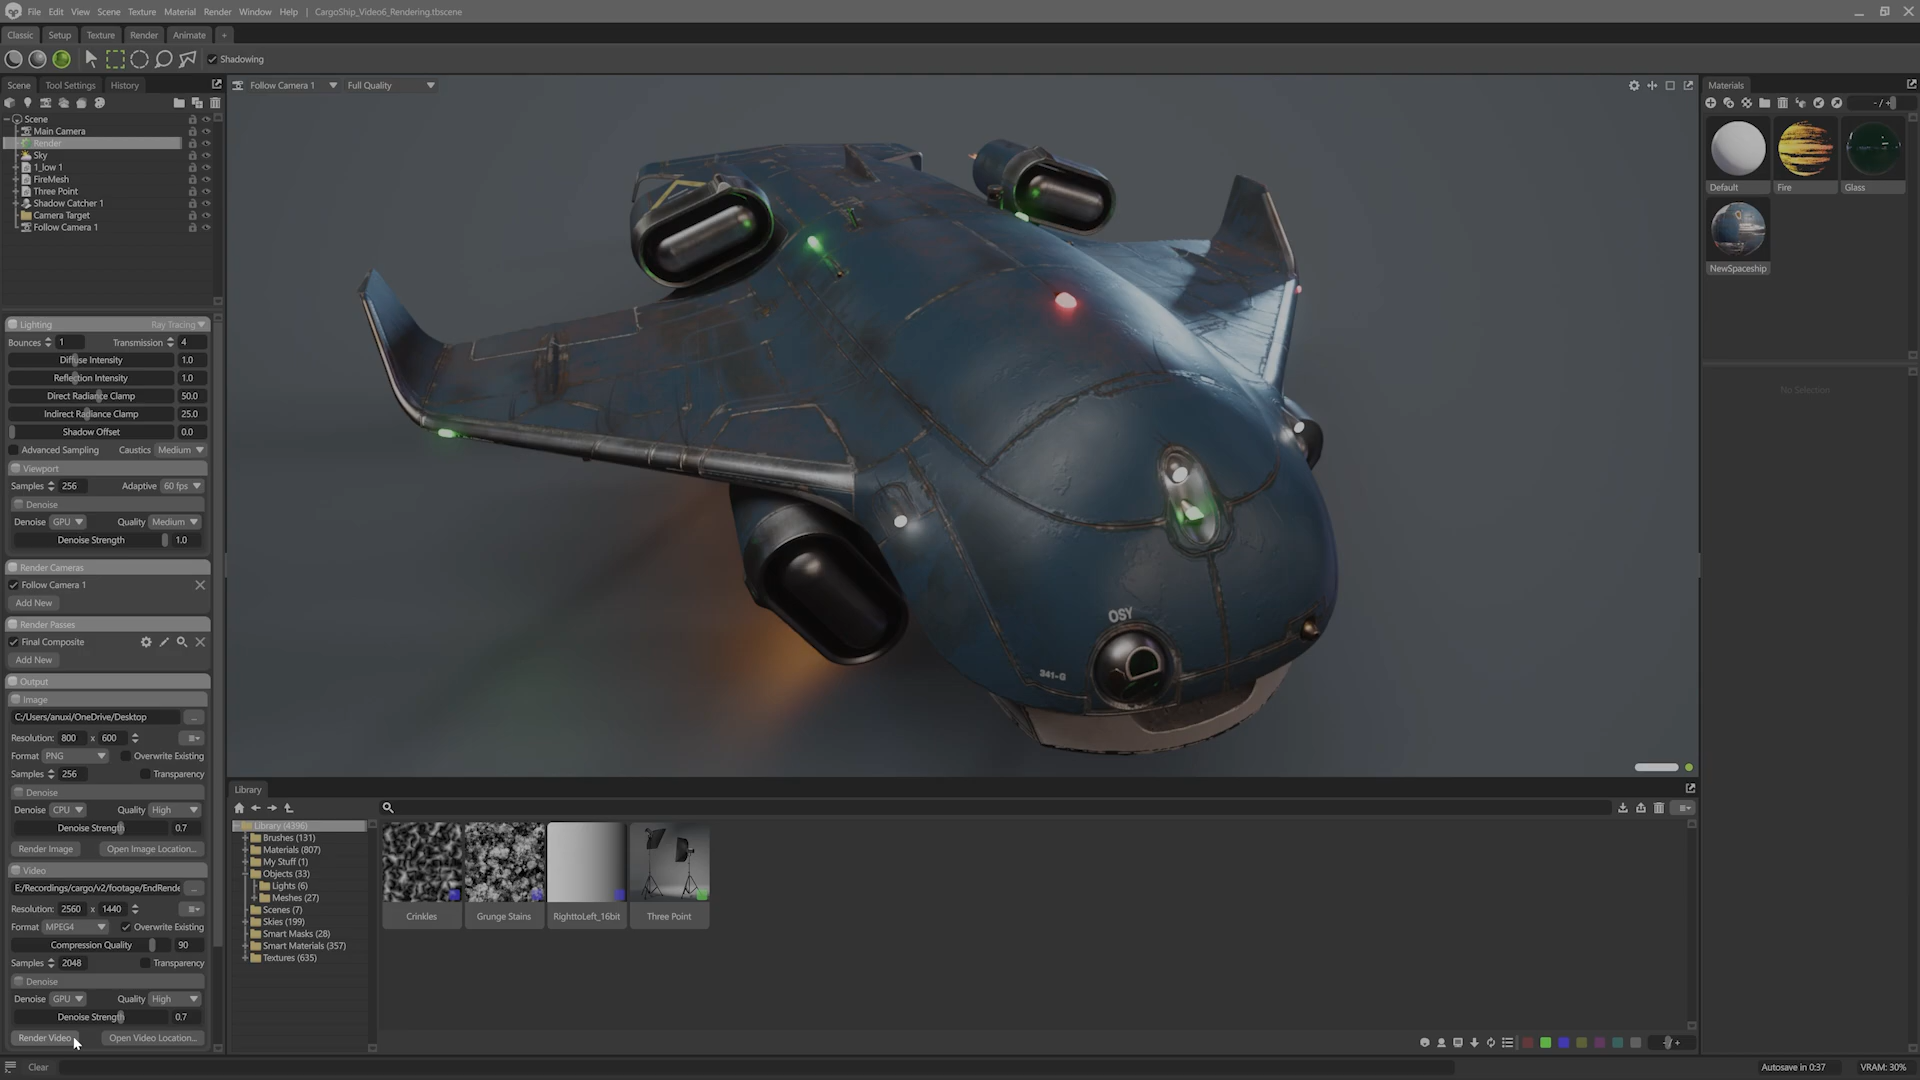 File Edit View Scene Texture Material Render Window Help | CargoShip_Video6_Rendering.tbscene
Classic Setup Texture Render Animate +
Shadowing
Scene Tool Settings History
Follow Camera 1 Full Quality
Materials
Scene
Main Camera
Render
Sky
1_low 1
FireMesh
Three Point
Shadow Catcher 1
Camera Target
Follow Camera 1
Default Fire Glass
NewSpaceship
No Selection
Lighting Ray Tracing
Bounces 1 Transmission 4
Diffuse Intensity 1.0
Reflection Intensity 1.0
Direct Radiance Clamp 50.0
Indirect Radiance Clamp 25.0
Shadow Offset 0.0
Advanced Sampling Caustics Medium
Viewport
Samples 256 Adaptive 60 fps
Denoise
Denoise GPU Quality Medium
Denoise Strength 1.0
Render Cameras
Follow Camera 1
Add New
Render Passes
Final Composite
Add New
Output
Image
C:/Users/anuxi/OneDrive/Desktop ...
Resolution: 800 x 600
Format PNG Overwrite Existing
Samples 256 Transparency
Denoise
Denoise CPU Quality High
Denoise Strength 0.7
Render Image Open Image Location...
Video
E:/Recordings/cargo/v2/footage/EndRende ...
Resolution: 2560 x 1440
Format MPEG4 Overwrite Existing
Compression Quality 90
Samples 2048 Transparency
Denoise
Denoise GPU Quality High
Denoise Strength 0.7
Render Video Open Video Location...
Clear
OSY
341-G
Library
Library (4396)
Brushes (131)
Materials (807)
My Stuff (1)
Objects (33)
Lights (6)
Meshes (27)
Scenes (7)
Skies (199)
Smart Masks (28)
Smart Materials (357)
Textures (635)
Crinkles Grunge Stains RighttoLeft_16bit Three Point
Autosave in 0:37 VRAM: 30%